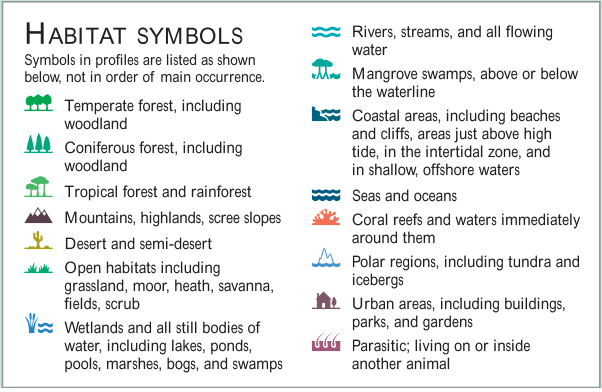 HABITAT SYMBOLS
Symbols in profiles are listed as shown
below, not in order of main occurrence.
Temperate forest, including
woodland
Coniferous forest, including
woodland
Tropical forest and rainforest
Mountains, highlands, scree slopes
Desert and semi-desert
Open habitats including
grassland, moor, heath, savanna,
fields, scrub
Wetlands and all still bodies of
water, including lakes, ponds,
pools, marshes, bogs, and swamps
Rivers, streams, and all flowing
water
Mangrove swamps, above or below
the waterline
Coastal areas, including beaches
and cliffs, areas just above high
tide, in the intertidal zone, and
in shallow, offshore waters
Seas and oceans
Coral reefs and waters immediately
around them
Polar regions, including tundra and
icebergs
Urban areas, including buildings,
parks, and gardens
Parasitic; living on or inside
another animal